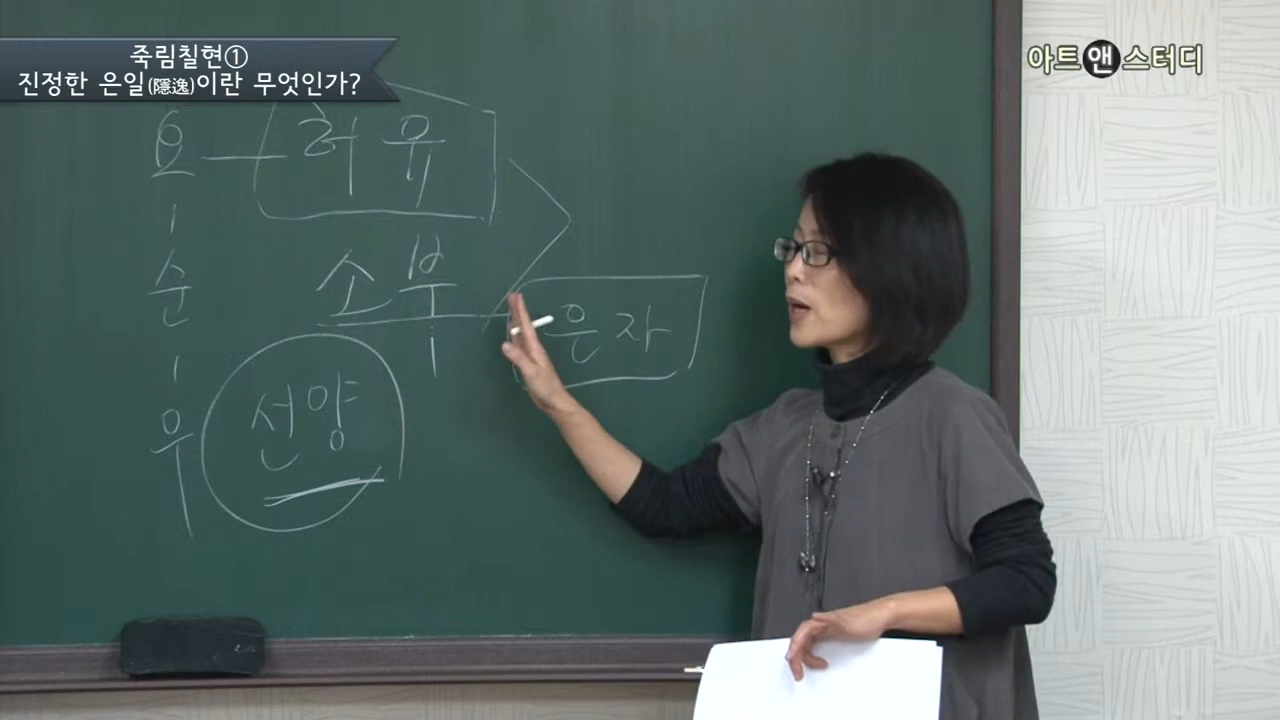 죽림칠현①
진정한 은일(隱逸)이란 무엇인가?
아트앤스터디
요 허유
순 소부 은자
우 선양